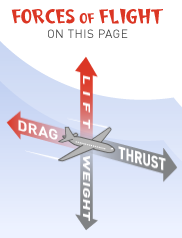 FORCES OF FLIGHT
ON THIS PAGE
LIFT
DRAG
THRUST
WEIGHT